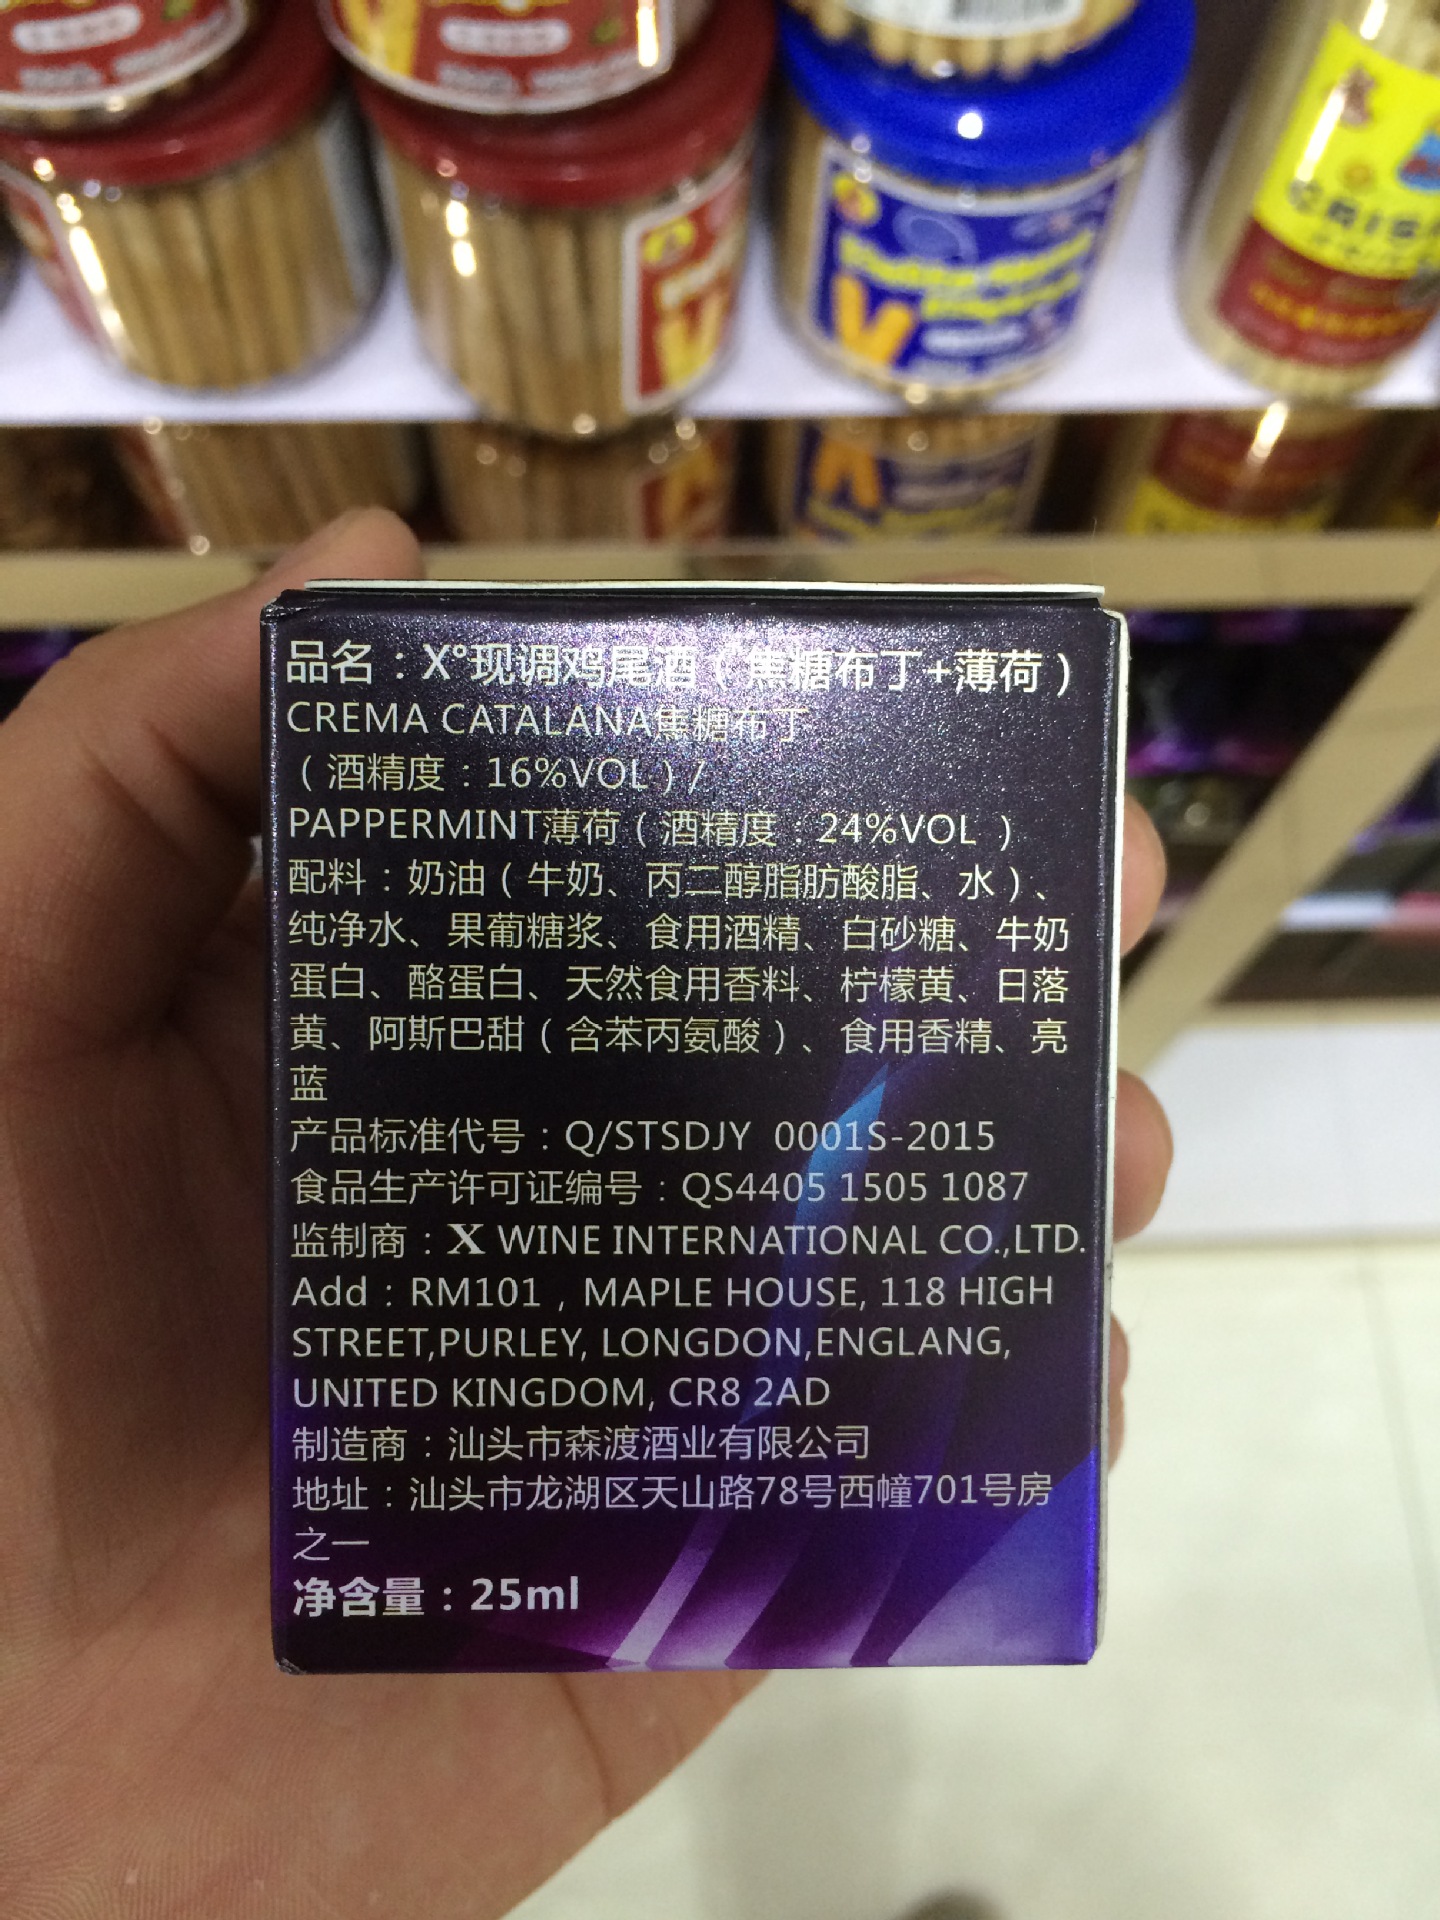 CRISP
品名：X°现调鸡尾酒（焦糖布丁+薄荷）
CREMA CATALANA焦糖布丁
（酒精度：16%VOL）/
PAPPERMINT薄荷（酒精度：24%VOL ）
配料：奶油（牛奶、丙二醇脂肪酸脂、水）、
纯净水、果葡糖浆、食用酒精、白砂糖、牛奶
蛋白、酪蛋白、天然食用香料、柠檬黄、日落
黄、阿斯巴甜（含苯丙氨酸）、食用香精、亮
蓝
产品标准代号：Q/STSDJY 0001S-2015
食品生产许可证编号：QS4405 1505 1087
监制商：X WINE INTERNATIONAL CO.,LTD.
Add：RM101，MAPLE HOUSE, 118 HIGH
STREET,PURLEY, LONGDON,ENGLANG,
UNITED KINGDOM, CR8 2AD
制造商：汕头市森渡酒业有限公司
地址：汕头市龙湖区天山路78号西幢701号房
之一
净含量：25ml